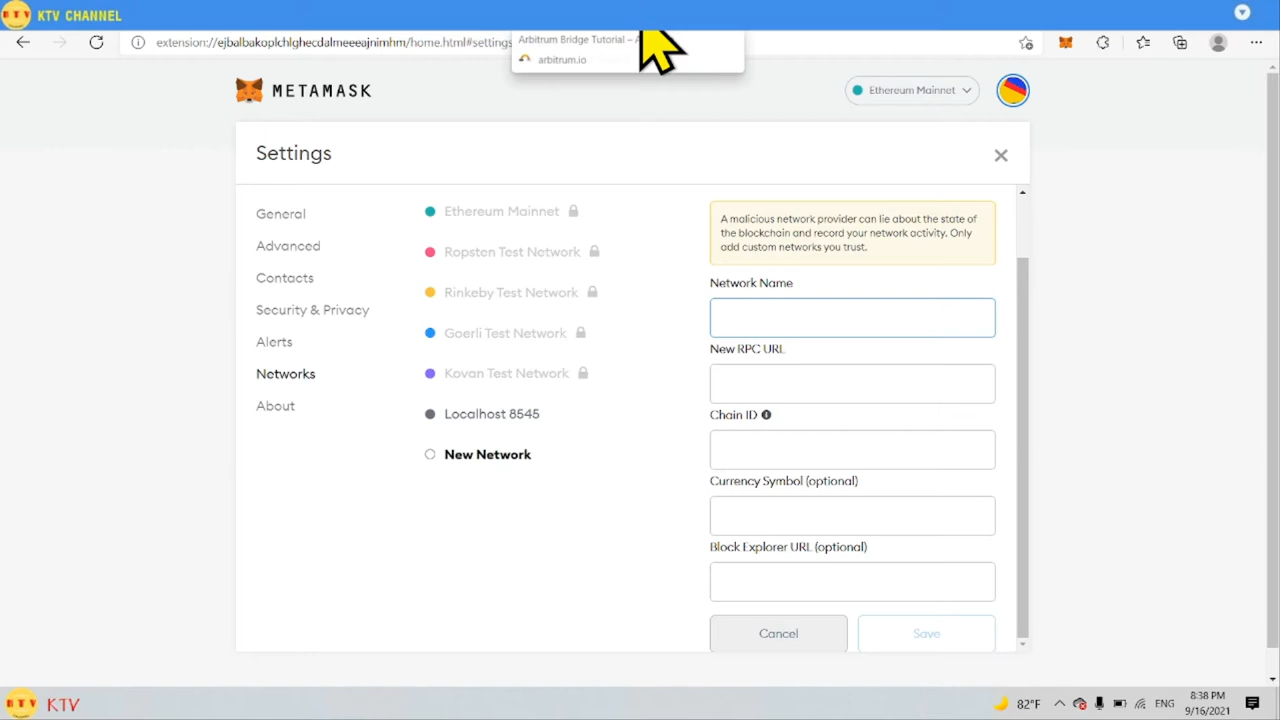 KTV CHANNEL
extension://ejbalbakoplchlghecdalmeeeajnimhm/home.html#settings
Arbitrum Bridge Tutorial – A
arbitrum.io
METAMASK
Ethereum Mainnet
Settings
General
Advanced
Contacts
Security & Privacy
Alerts
Networks
About
Ethereum Mainnet
Ropsten Test Network
Rinkeby Test Network
Goerli Test Network
Kovan Test Network
Localhost 8545
New Network
A malicious network provider can lie about the state of
the blockchain and record your network activity. Only
add custom networks you trust.
Network Name
New RPC URL
Chain ID
Currency Symbol (optional)
Block Explorer URL (optional)
Cancel
Save
KTV
82°F
ENG
8:38 PM
9/16/2021